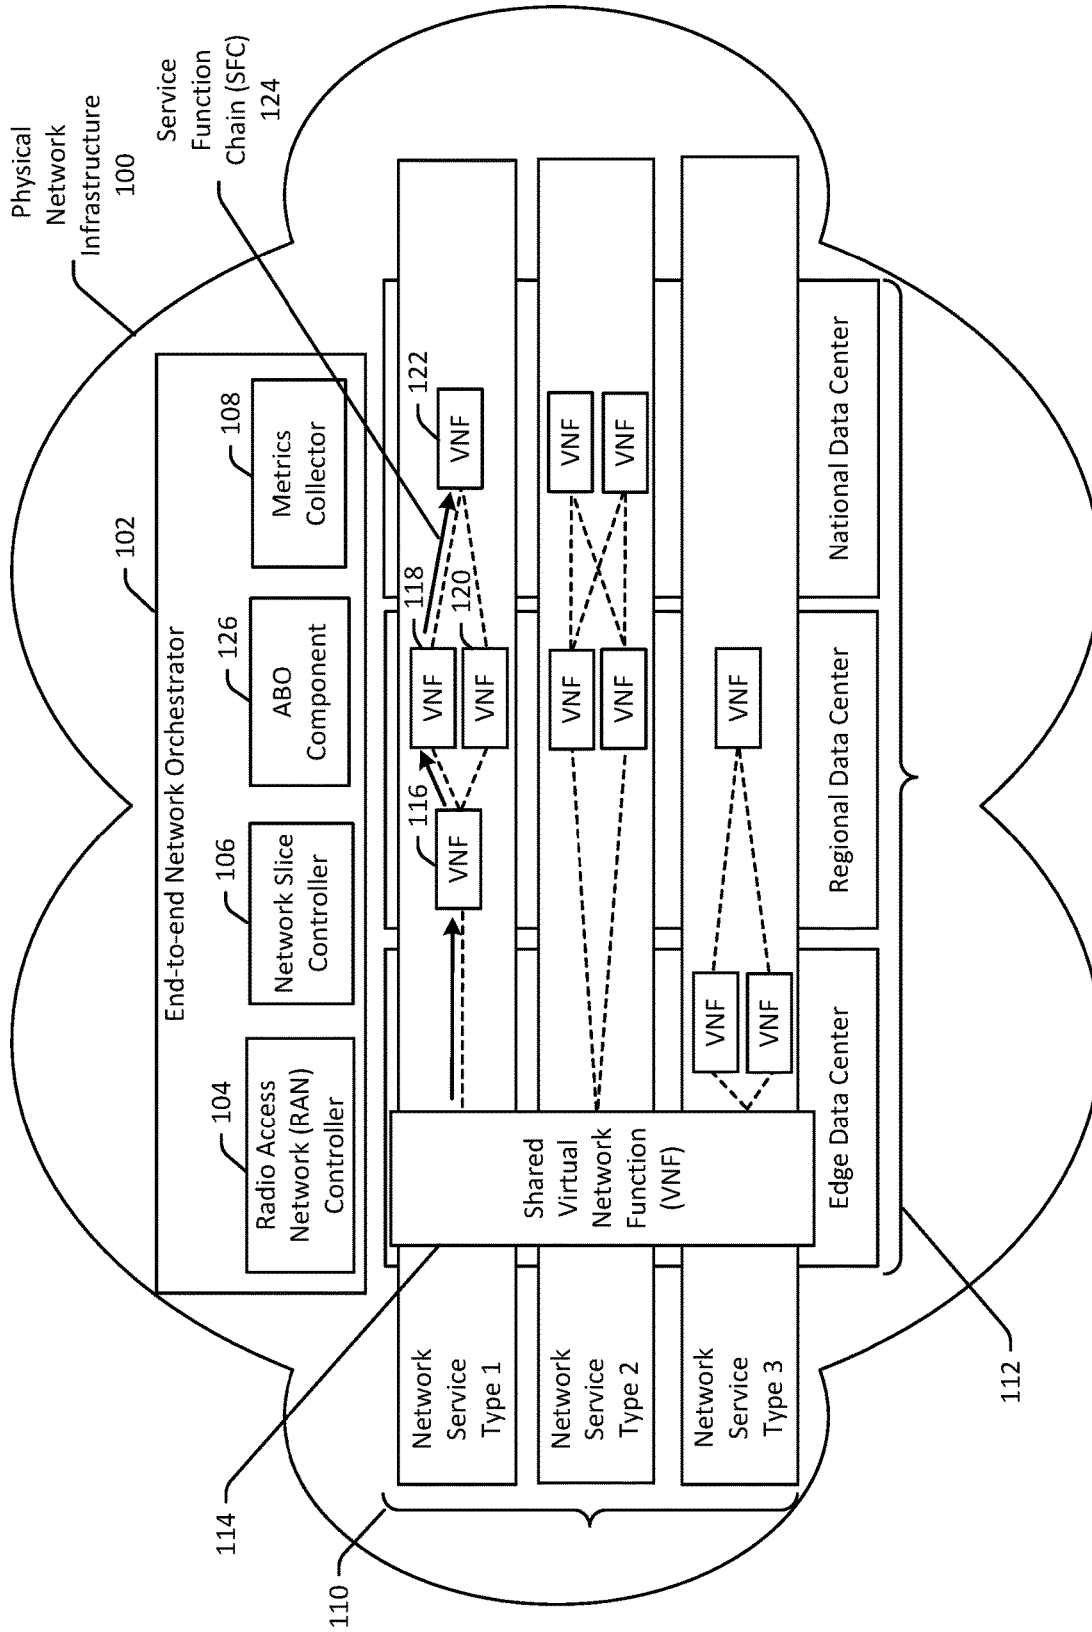 Physical
Network
Infrastructure
100
Service
Function
Chain (SFC)
124
102
End-to-end Network Orchestrator
104
Radio Access
Network (RAN)
Controller
106
Network Slice
Controller
126
ABO
Component
108
Metrics
Collector
114
110
Network
Service
Type 1
116
VNF
118
VNF
120
VNF
122
VNF
Network
Service
Type 2
VNF
VNF
VNF
VNF
Network
Service
Type 3
VNF
VNF
VNF
Shared
Virtual
Network
Function
(VNF)
Edge Data Center
Regional Data Center
National Data Center
112